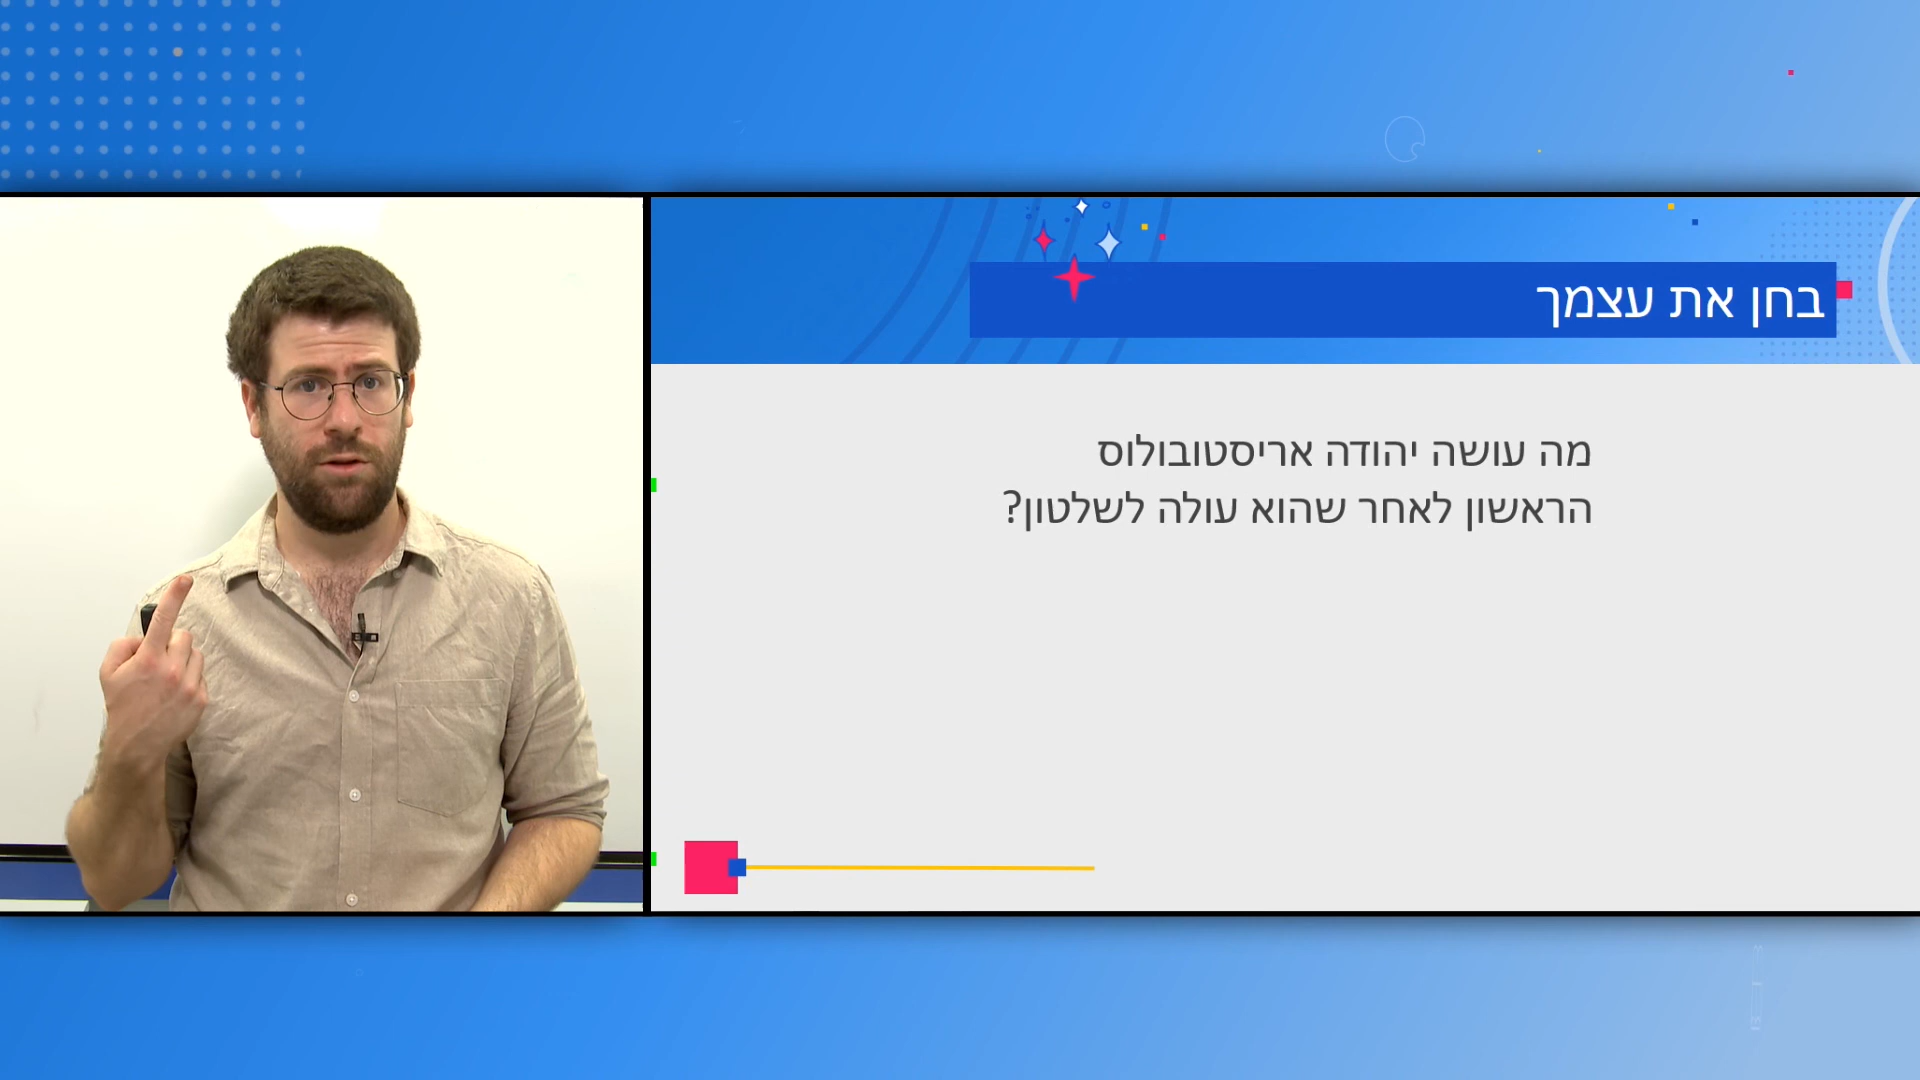 בחן את עצמך
מה עושה יהודה אריסטובולוס
הראשון לאחר שהוא עולה לשלטון?